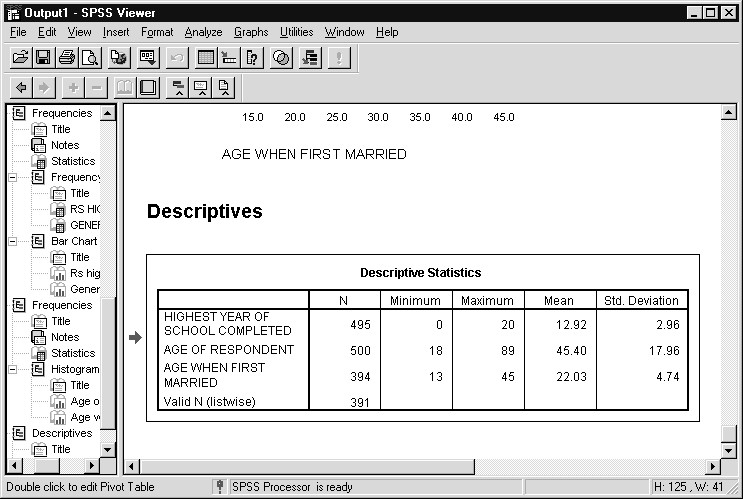 Output1 - SPSS Viewer
File Edit View Insert Format Analyze Graphs Utilities Window Help
Frequencies
Title
Notes
Statistics
Frequency
Title
RS HIG
GENER
Bar Chart
Title
Rs hig
Gener
Frequencies
Title
Notes
Statistics
Histogram
Title
Age o
Age w
Descriptives
Title
15.0 20.0 25.0 30.0 35.0 40.0 45.0
AGE WHEN FIRST MARRIED
Descriptives
Descriptive Statistics
N Minimum Maximum Mean Std. Deviation
HIGHEST YEAR OF
SCHOOL COMPLETED 495 0 20 12.92 2.96
AGE OF RESPONDENT 500 18 89 45.40 17.96
AGE WHEN FIRST
MARRIED 394 13 45 22.03 4.74
Valid N (listwise) 391
Double click to edit Pivot Table
SPSS Processor is ready
H: 125 , W: 41